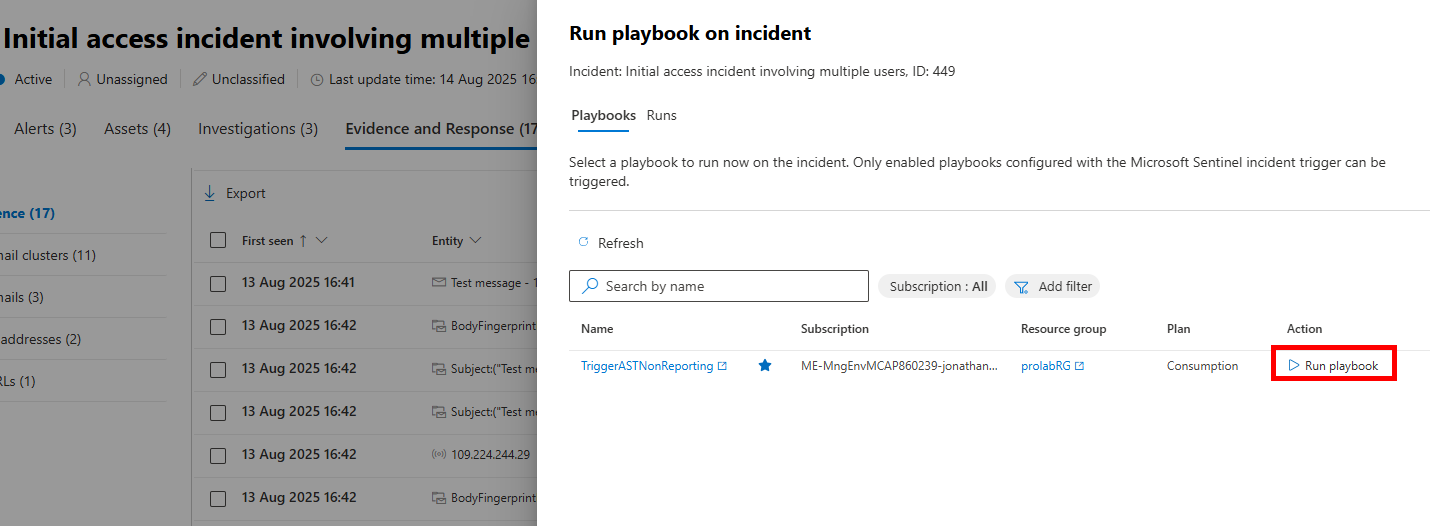 Initial access incident involving multiple
Active Unassigned Unclassified Last update time: 14 Aug 2025 16
Alerts (3) Assets (4) Investigations (3) Evidence and Response (17
ence (17)
nail clusters (11)
nails (3)
addresses (2)
RLs (1)
Export
First seen ↑ Entity
13 Aug 2025 16:41 Test message - 1
13 Aug 2025 16:42 BodyFingerprint
13 Aug 2025 16:42 Subject:("Test m
13 Aug 2025 16:42 Subject:("Test m
13 Aug 2025 16:42 109.224.244.29
13 Aug 2025 16:42 BodyFingerprint
Run playbook on incident
Incident: Initial access incident involving multiple users, ID: 449
Playbooks Runs
Select a playbook to run now on the incident. Only enabled playbooks configured with the Microsoft Sentinel incident trigger can be
triggered.
Refresh
Search by name Subscription : All Add filter
Name Subscription Resource group Plan Action
TriggerASTNonReporting ME-MngEnvMCAP860239-jonathan... prolabRG Consumption Run playbook